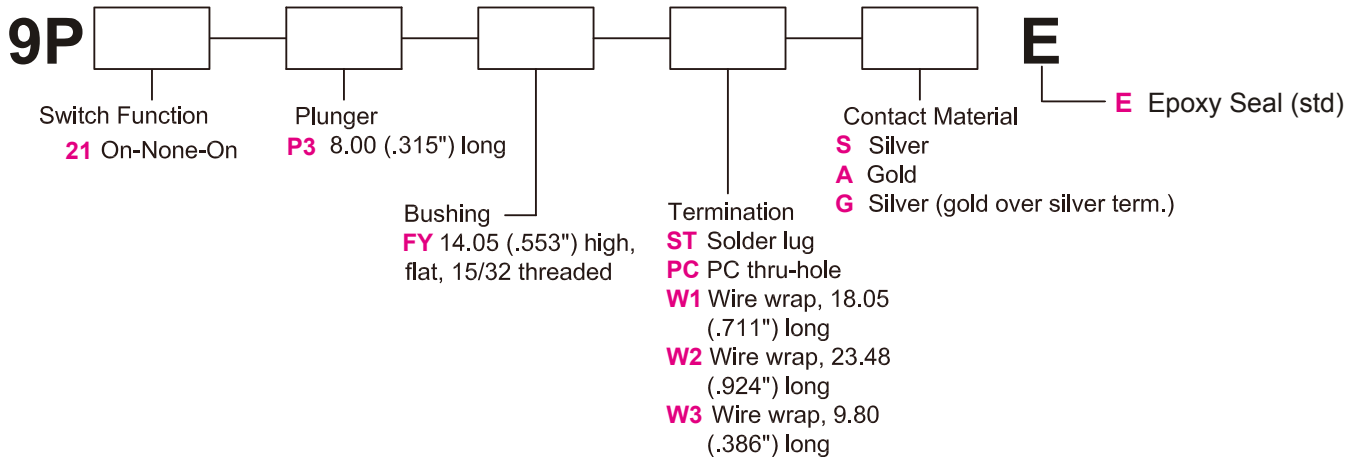 9P E
E Epoxy Seal (std)
Switch Function
21 On-None-On
Plunger
P3 8.00 (.315") long
Bushing
FY 14.05 (.553") high,
flat, 15/32 threaded
Termination
ST Solder lug
PC PC thru-hole
W1 Wire wrap, 18.05
(.711") long
W2 Wire wrap, 23.48
(.924") long
W3 Wire wrap, 9.80
(.386") long
Contact Material
S Silver
A Gold
G Silver (gold over silver term.)